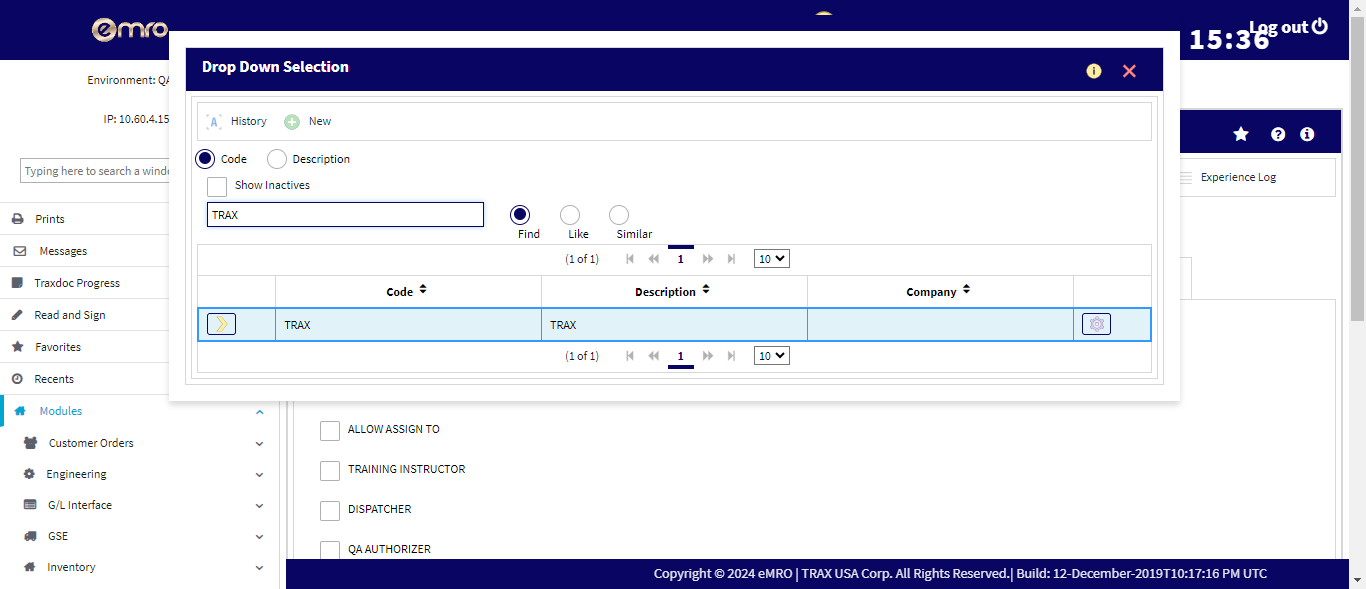 emro
15:36
Log out
Environment: QA
IP: 10.60.4.15
Typing here to search a windo
Prints
Messages
Traxdoc Progress
Read and Sign
Favorites
Recents
Modules
Customer Orders
Engineering
G/L Interface
GSE
Inventory
Drop Down Selection
History
New
Code
Description
Show Inactives
TRAX
Find
Like
Similar
(1 of 1) 1 10
Code Description Company
TRAX TRAX
(1 of 1) 1 10
Experience Log
ALLOW ASSIGN TO
TRAINING INSTRUCTOR
DISPATCHER
QA AUTHORIZER
Copyright © 2024 eMRO | TRAX USA Corp. All Rights Reserved.| Build: 12-December-2019T10:17:16 PM UTC